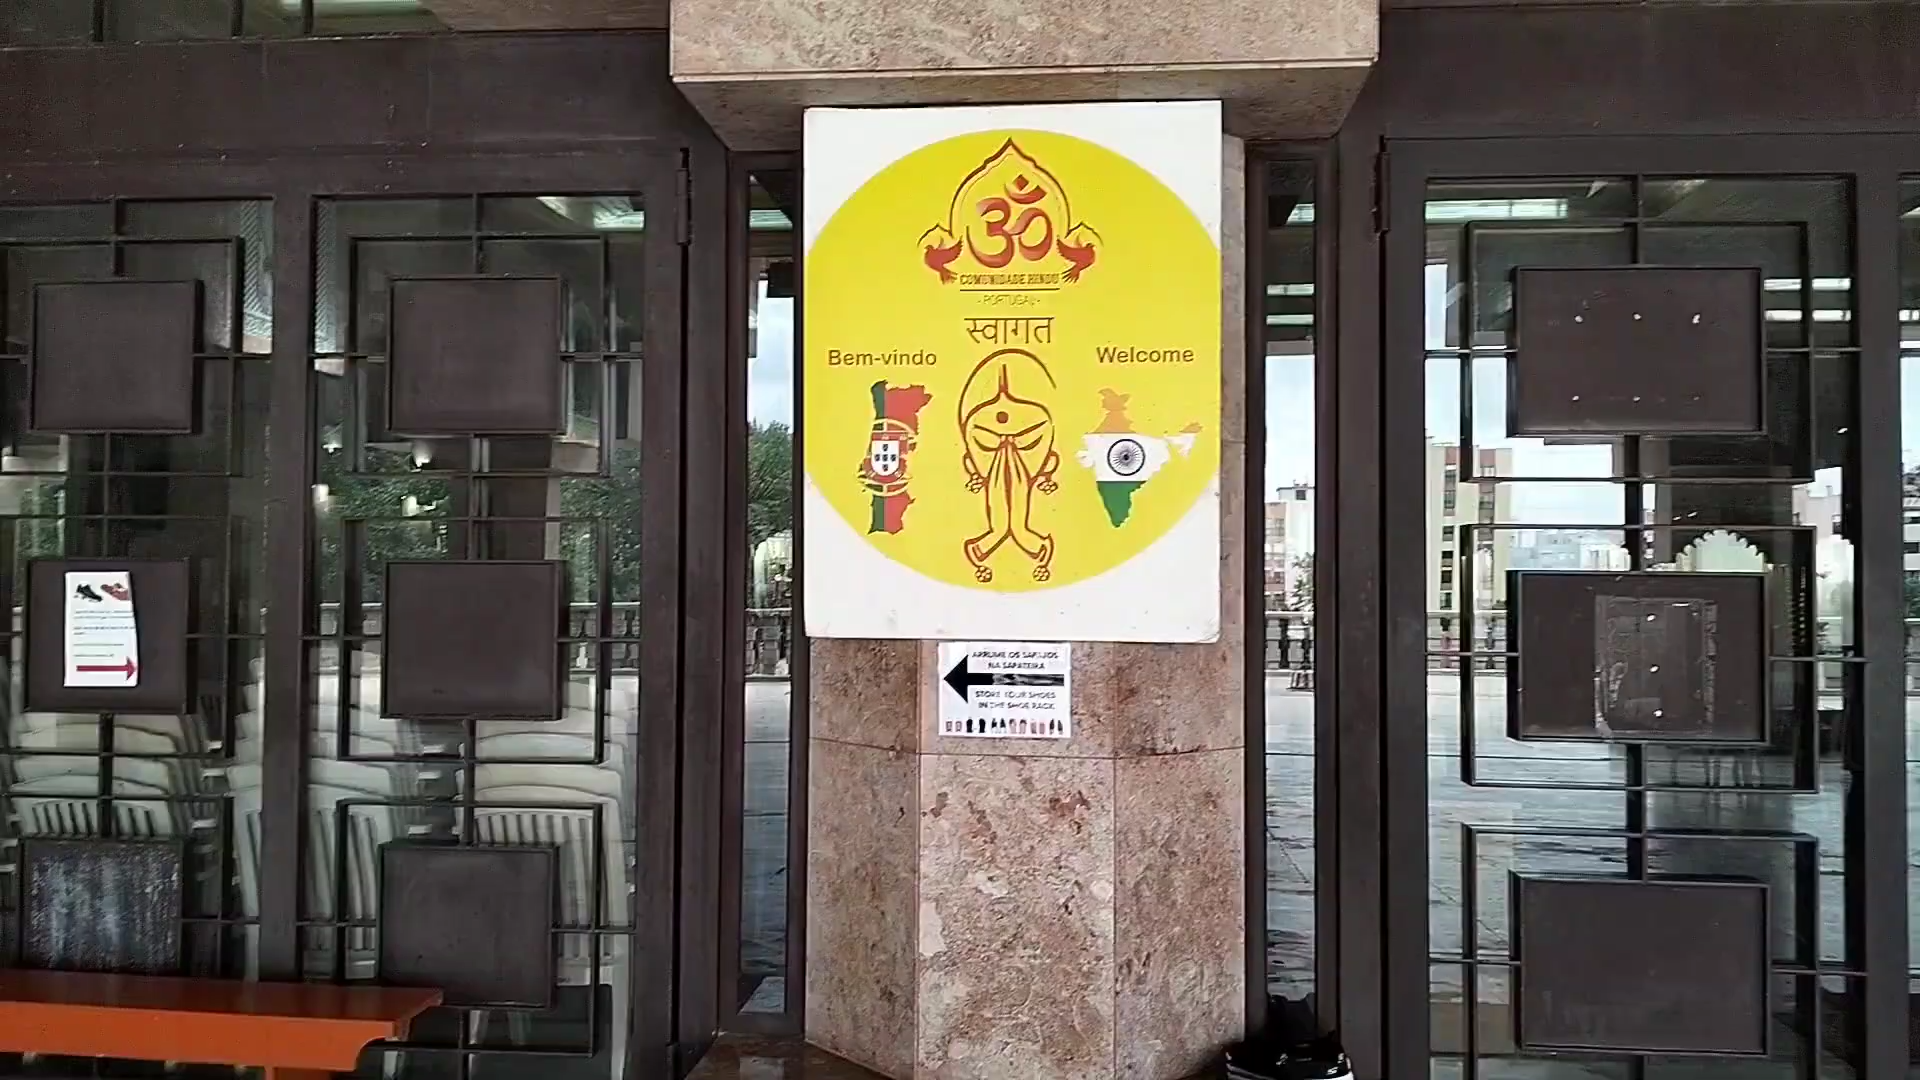 ॐ
COMUNIDADE HINDU
- PORTUGAL -
स्वागत
Bem-vindo
Welcome
ARRUME OS SAPATOS
NA SAPATEIRA
STORE YOUR SHOES
IN THE SHOE RACK